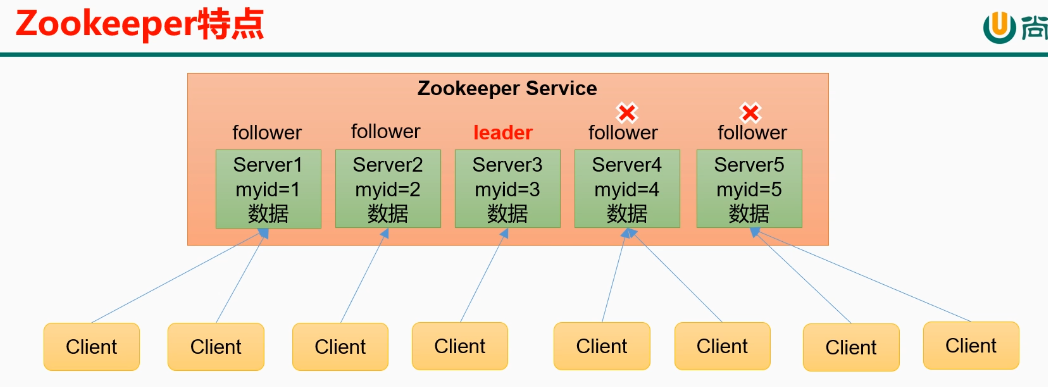 Zookeeper特点
尚
Zookeeper Service
follower
follower
leader
follower
follower
Server1
myid=1
数据
Server2
myid=2
数据
Server3
myid=3
数据
Server4
myid=4
数据
Server5
myid=5
数据
Client
Client
Client
Client
Client
Client
Client
Client